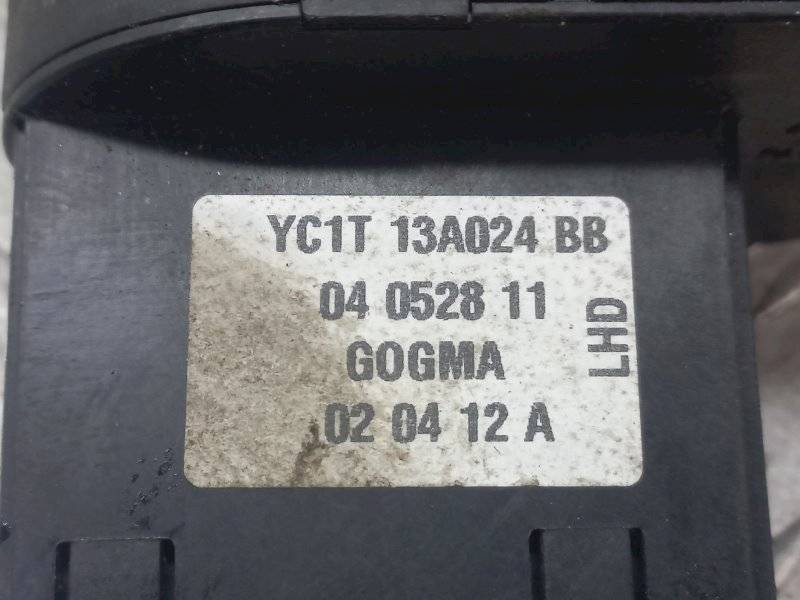 YC1T 13A024 BB
04 0528 11
GOGMA
02 04 12 A
LHD